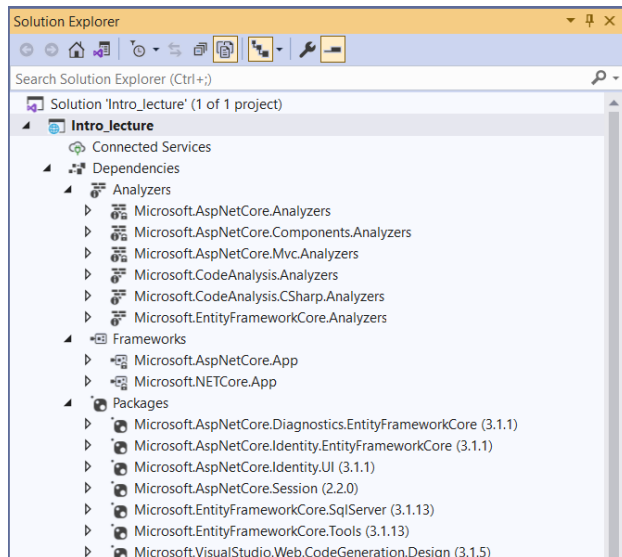 Solution Explorer
Search Solution Explorer (Ctrl+;)
Solution 'Intro_lecture' (1 of 1 project)
Intro_lecture
Connected Services
Dependencies
Analyzers
Microsoft.AspNetCore.Analyzers
Microsoft.AspNetCore.Components.Analyzers
Microsoft.AspNetCore.Mvc.Analyzers
Microsoft.CodeAnalysis.Analyzers
Microsoft.CodeAnalysis.CSharp.Analyzers
Microsoft.EntityFrameworkCore.Analyzers
Frameworks
Microsoft.AspNetCore.App
Microsoft.NETCore.App
Packages
Microsoft.AspNetCore.Diagnostics.EntityFrameworkCore (3.1.1)
Microsoft.AspNetCore.Identity.EntityFrameworkCore (3.1.1)
Microsoft.AspNetCore.Identity.UI (3.1.1)
Microsoft.AspNetCore.Session (2.2.0)
Microsoft.EntityFrameworkCore.SqlServer (3.1.13)
Microsoft.EntityFrameworkCore.Tools (3.1.13)
Microsoft.VisualStudio.Web.CodeGeneration.Design (3.1.5)